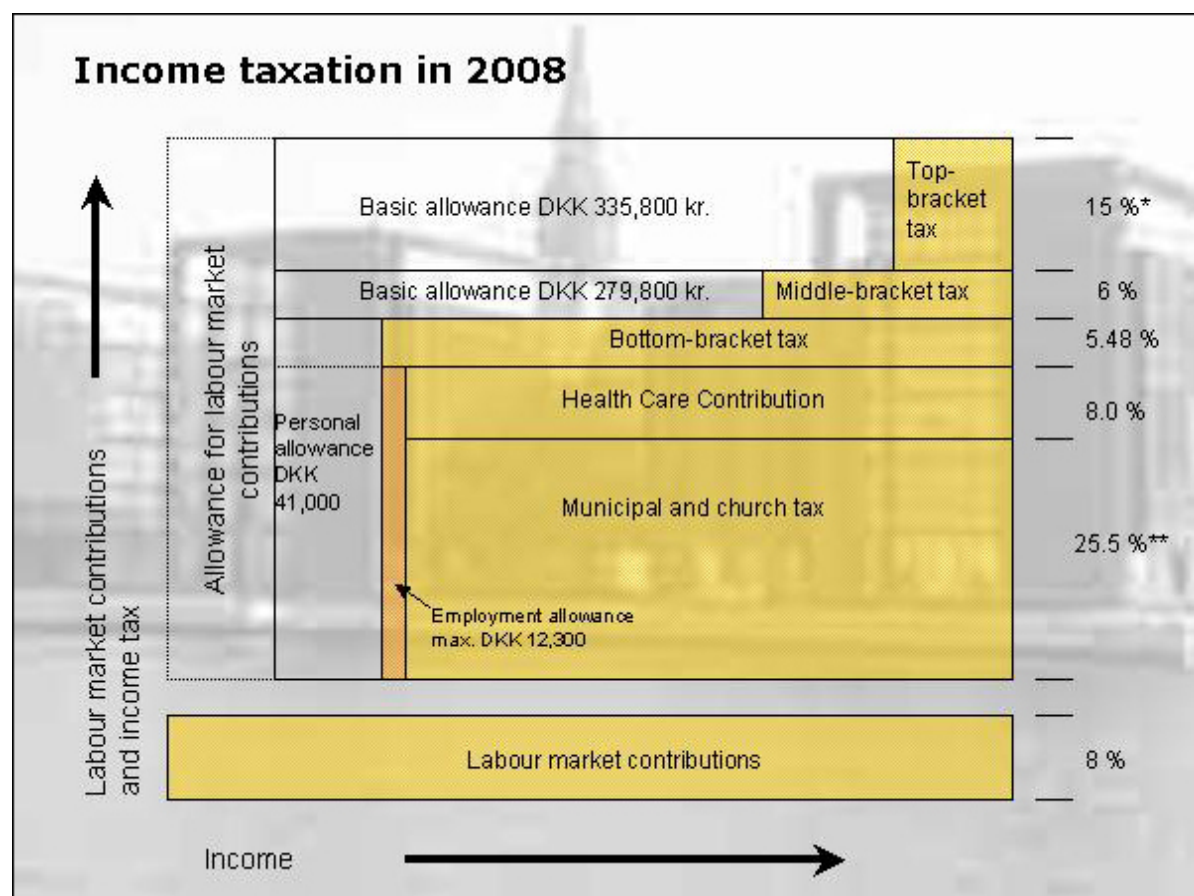 Income taxation in 2008
Labour market contributions
and income tax
Allowance for labour market
contributions
Basic allowance DKK 335,800 kr.
Top-
bracket
tax
15 %*
Basic allowance DKK 279,800 kr.
Middle-bracket tax
6 %
Bottom-bracket tax
5.48 %
Health Care Contribution
8.0 %
Personal
allowance
DKK
41,000
Municipal and church tax
25.5 %**
Employment allowance
max. DKK 12,300
Labour market contributions
8 %
Income